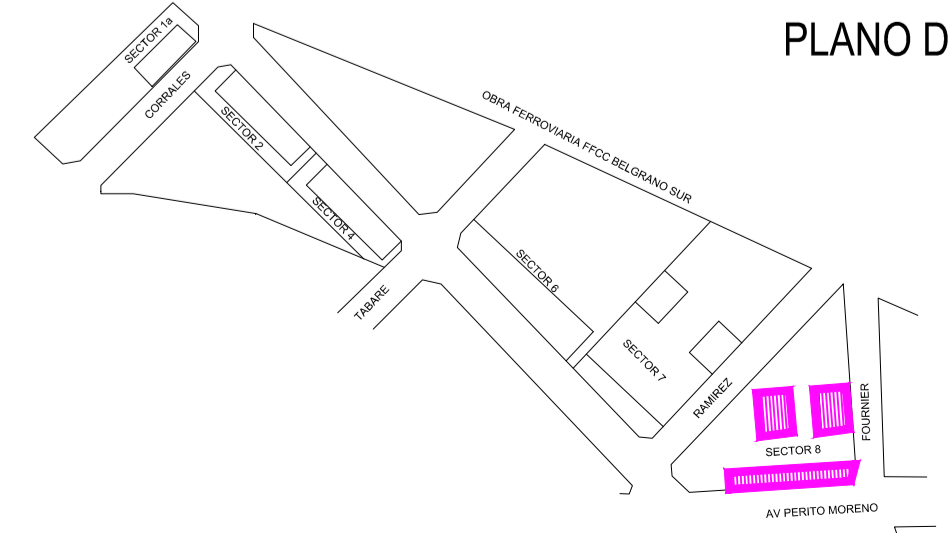 PLANO D
SECTOR 1a
CORRALES
OBRA FERROVIARIA FFCC BELGRANO SUR
SECTOR 2
SECTOR 4
TABARE
SECTOR 6
SECTOR 7
RAMIREZ
FOURNIER
SECTOR 8
AV PERITO MORENO